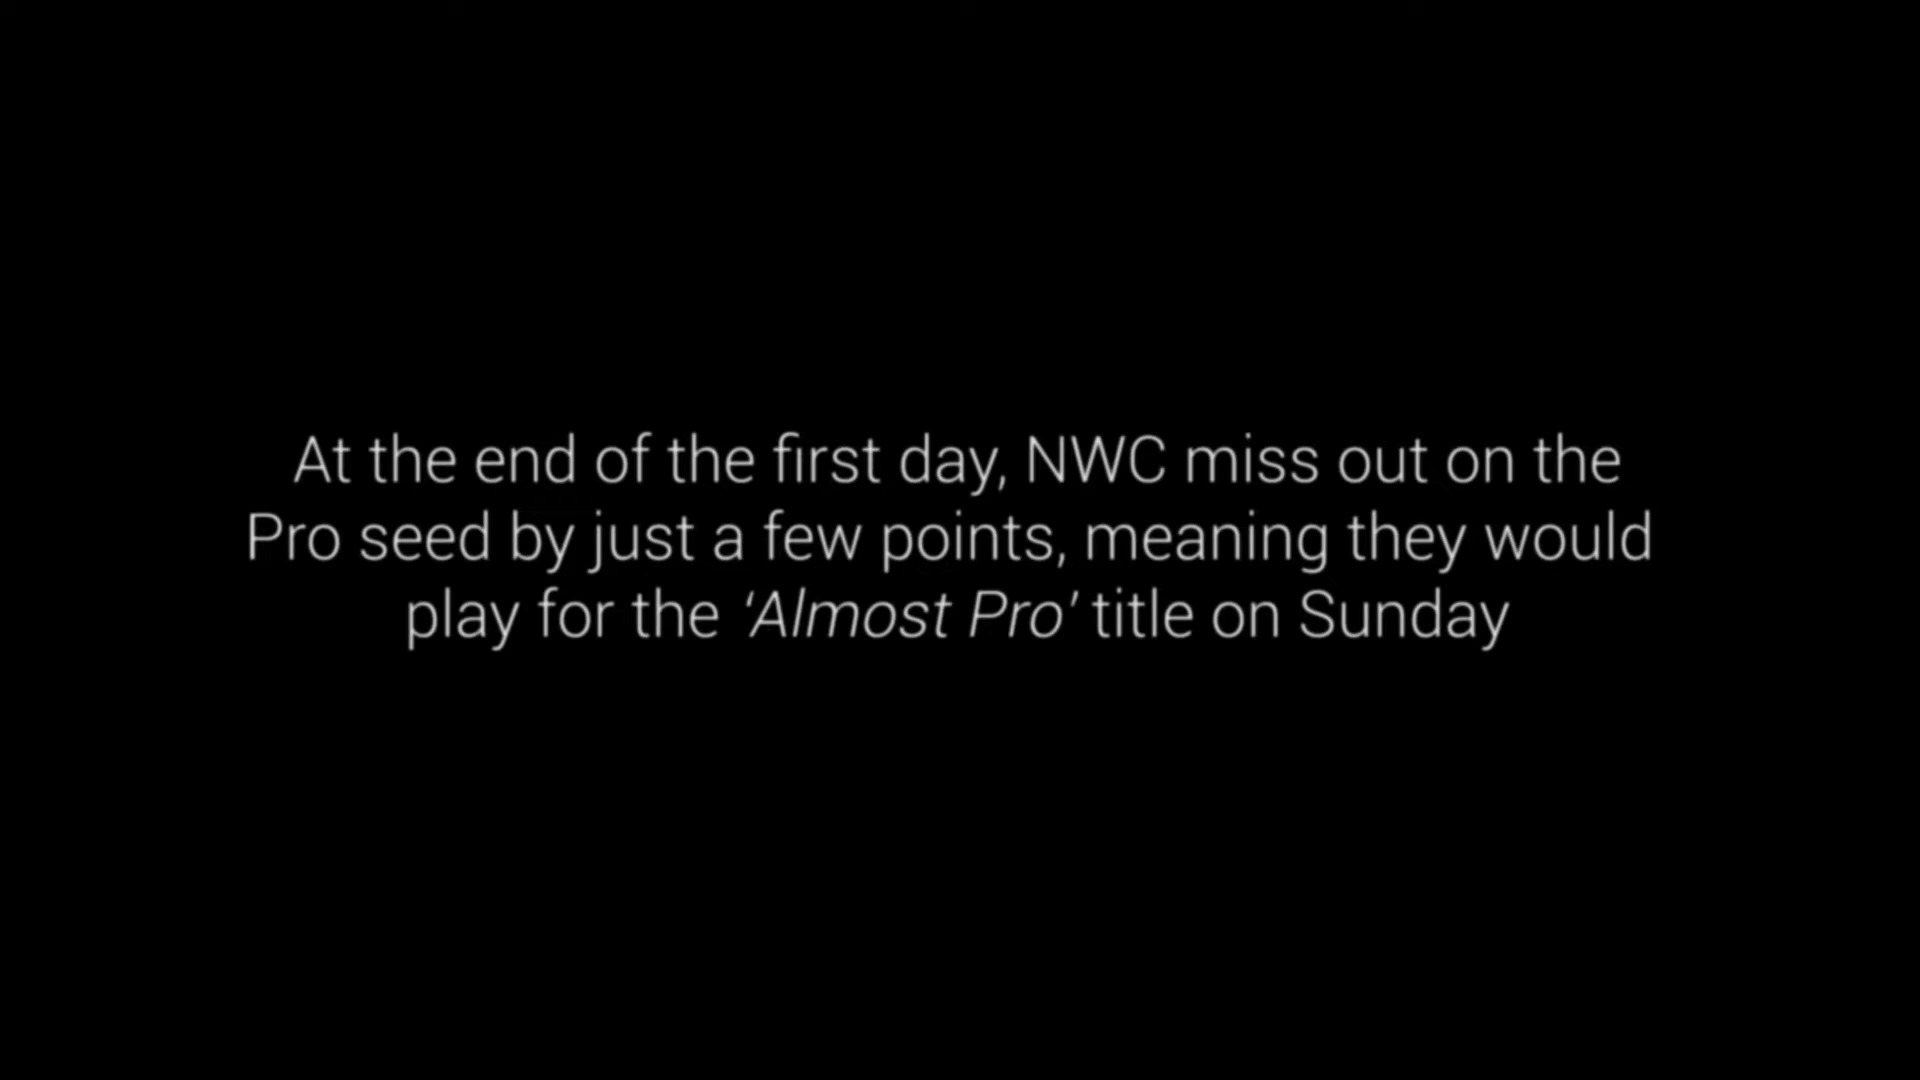 At the end of the first day, NWC miss out on the
Pro seed by just a few points, meaning they would
play for the ‘Almost Pro’ title on Sunday